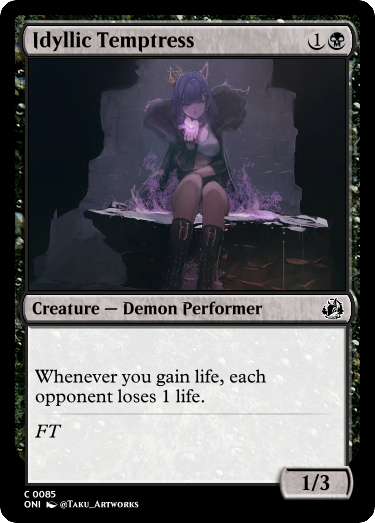 Idyllic Temptress 1
Creature — Demon Performer
Whenever you gain life, each
opponent loses 1 life.
FT
1/3
C 0085
ONI @Taku_Artworks